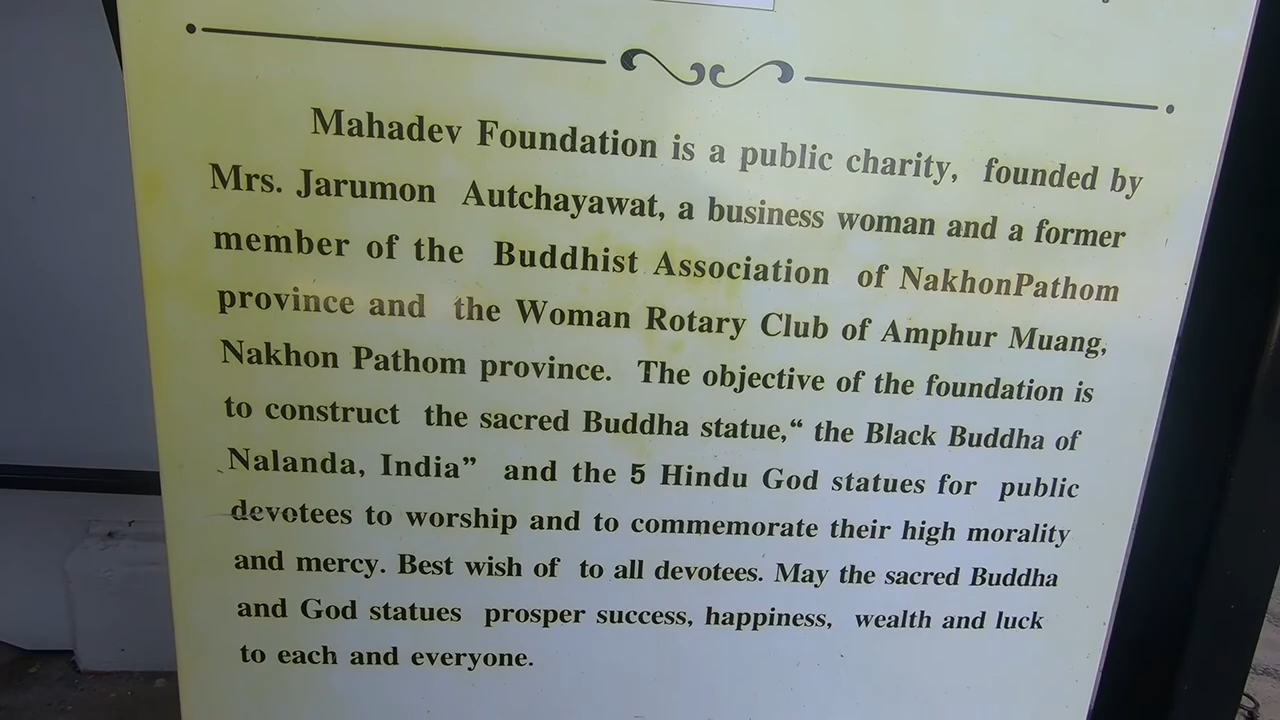 Mahadev Foundation is a public charity, founded by
Mrs. Jarumon Autchayawat, a business woman and a former
member of the Buddhist Association of NakhonPathom
province and the Woman Rotary Club of Amphur Muang,
Nakhon Pathom province. The objective of the foundation is
to construct the sacred Buddha statue,“ the Black Buddha of
Nalanda, India” and the 5 Hindu God statues for public
devotees to worship and to commemorate their high morality
and mercy. Best wish of to all devotees. May the sacred Buddha
and God statues prosper success, happiness, wealth and luck
to each and everyone.